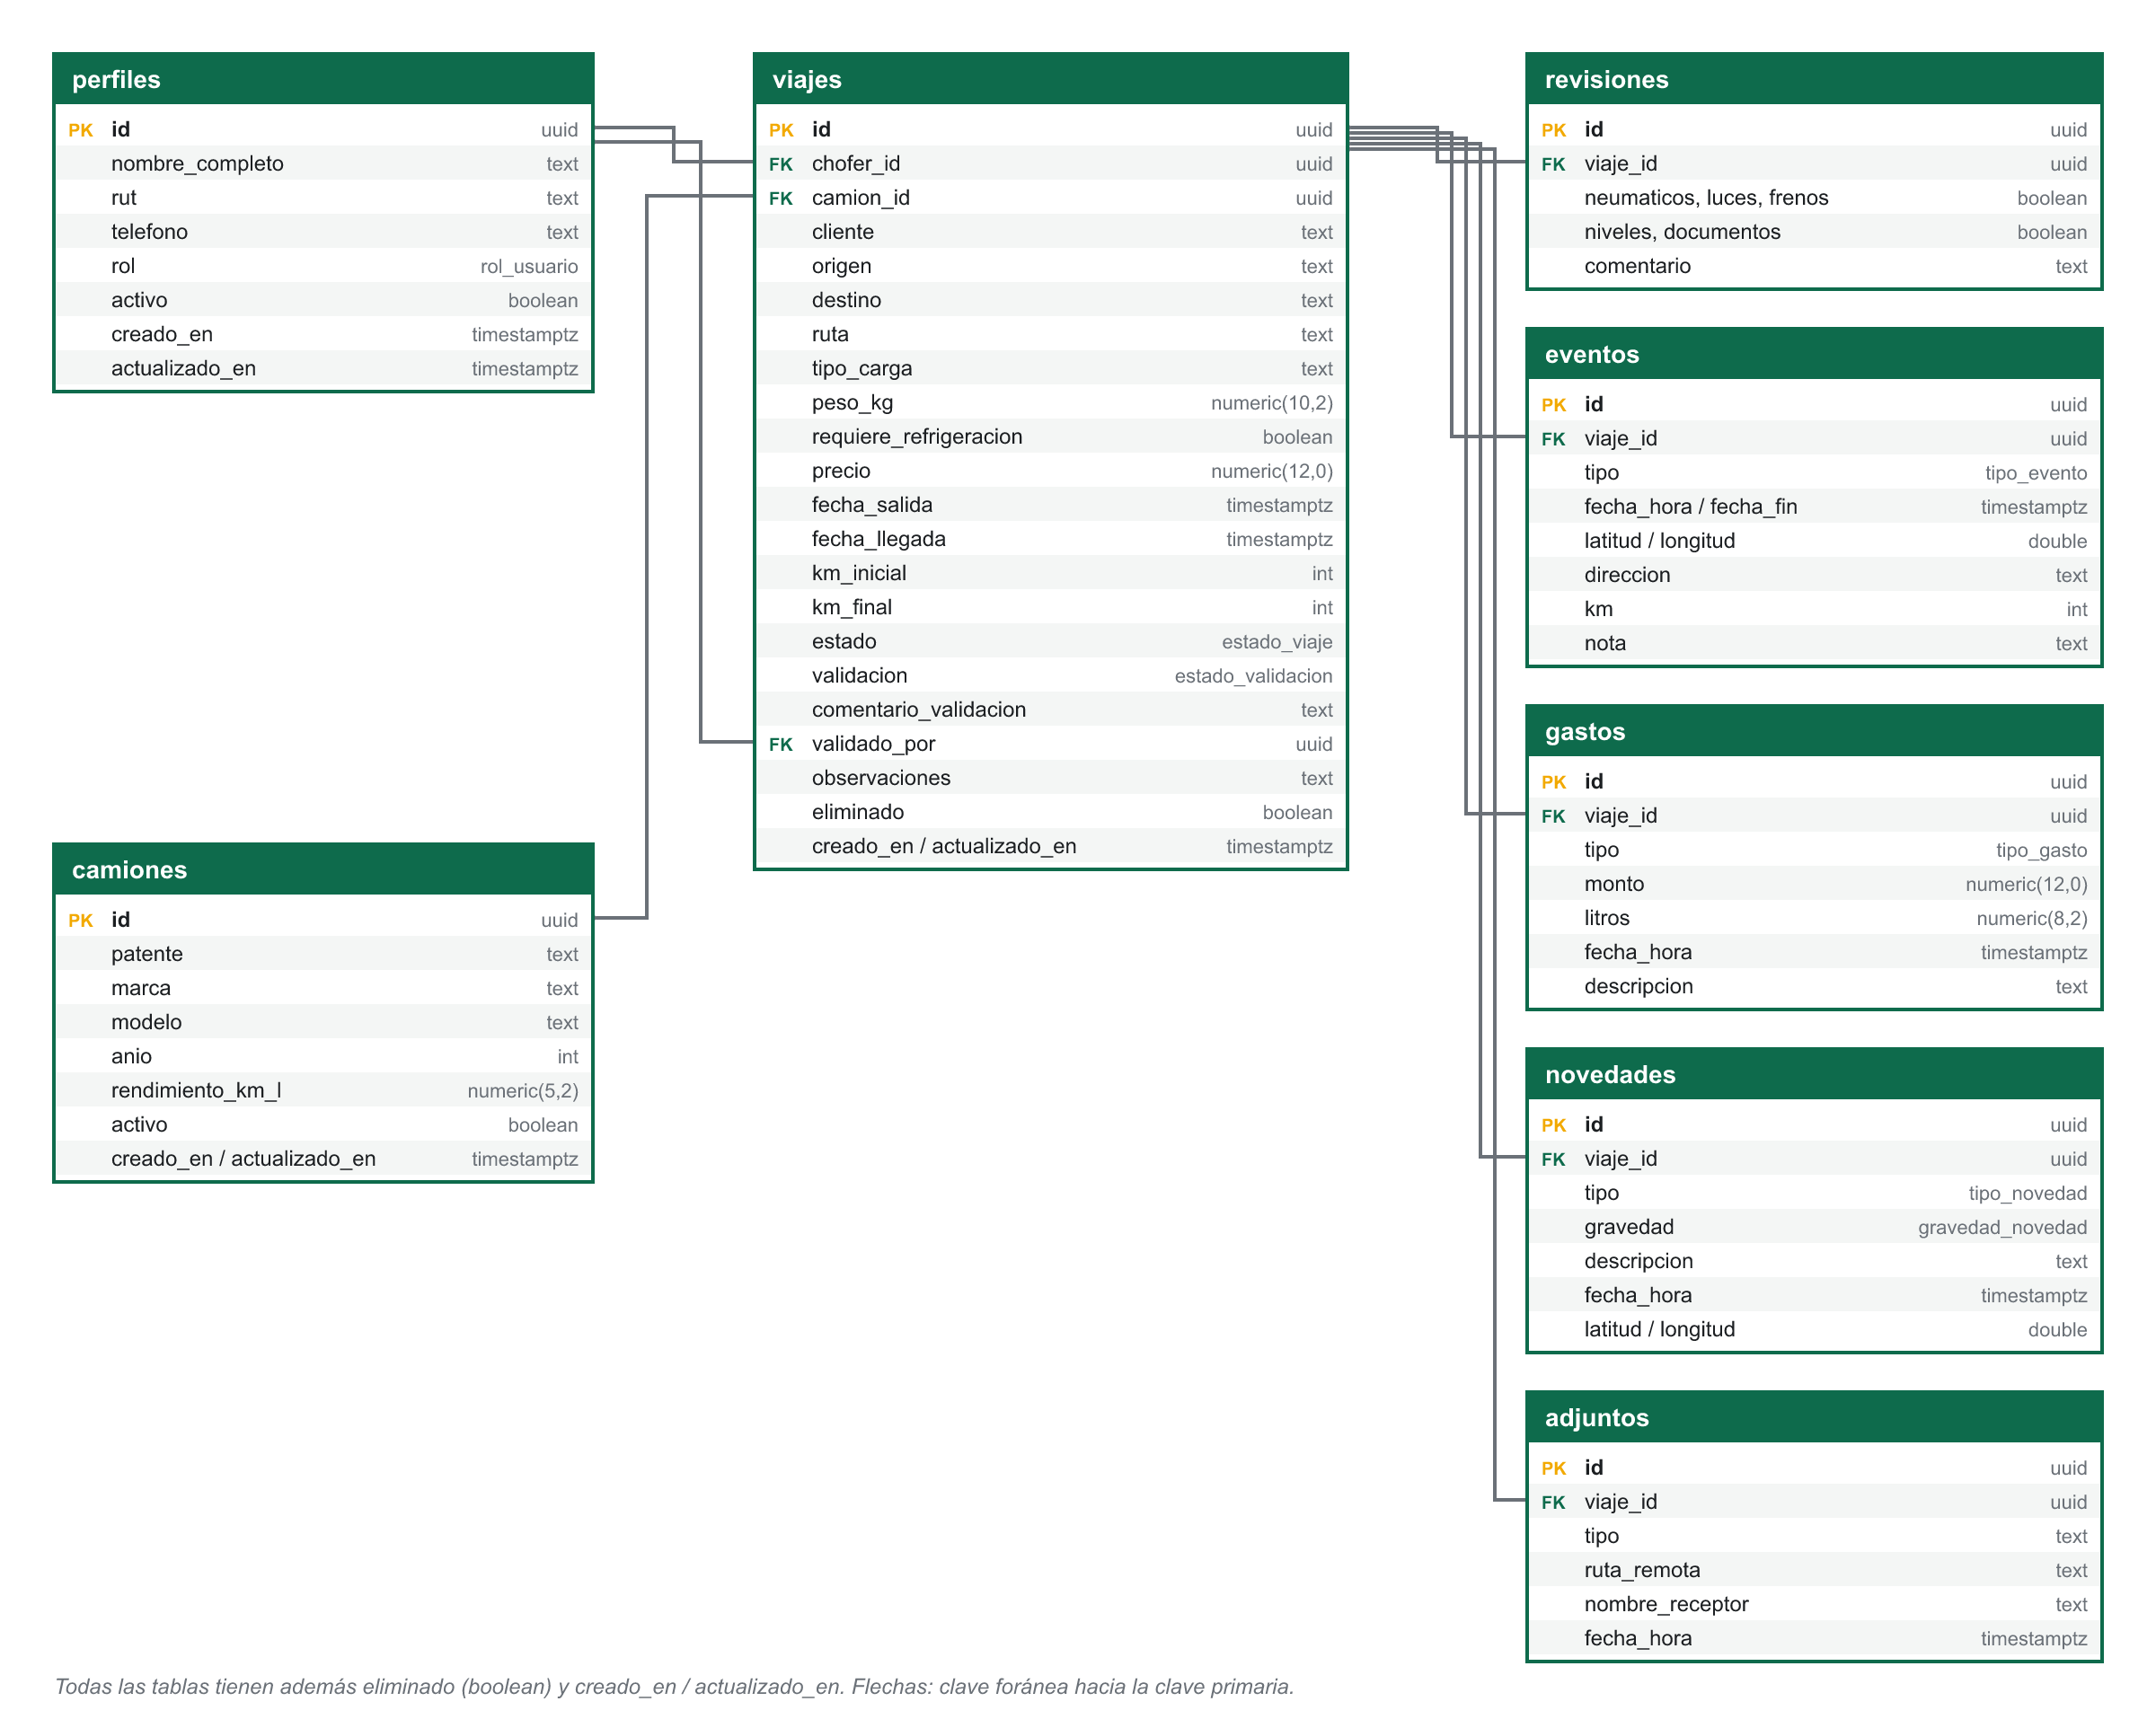 perfiles
PK id uuid
nombre_completo text
rut text
telefono text
rol rol_usuario
activo boolean
creado_en timestamptz
actualizado_en timestamptz
camiones
PK id uuid
patente text
marca text
modelo text
anio int
rendimiento_km_l numeric(5,2)
activo boolean
creado_en / actualizado_en timestamptz
viajes
PK id uuid
FK chofer_id uuid
FK camion_id uuid
cliente text
origen text
destino text
ruta text
tipo_carga text
peso_kg numeric(10,2)
requiere_refrigeracion boolean
precio numeric(12,0)
fecha_salida timestamptz
fecha_llegada timestamptz
km_inicial int
km_final int
estado estado_viaje
validacion estado_validacion
comentario_validacion text
FK validado_por uuid
observaciones text
eliminado boolean
creado_en / actualizado_en timestamptz
revisiones
PK id uuid
FK viaje_id uuid
neumaticos, luces, frenos boolean
niveles, documentos boolean
comentario text
eventos
PK id uuid
FK viaje_id uuid
tipo tipo_evento
fecha_hora / fecha_fin timestamptz
latitud / longitud double
direccion text
km int
nota text
gastos
PK id uuid
FK viaje_id uuid
tipo tipo_gasto
monto numeric(12,0)
litros numeric(8,2)
fecha_hora timestamptz
descripcion text
novedades
PK id uuid
FK viaje_id uuid
tipo tipo_novedad
gravedad gravedad_novedad
descripcion text
fecha_hora timestamptz
latitud / longitud double
adjuntos
PK id uuid
FK viaje_id uuid
tipo text
ruta_remota text
nombre_receptor text
fecha_hora timestamptz
Todas las tablas tienen además eliminado (boolean) y creado_en / actualizado_en. Flechas: clave foránea hacia la clave primaria.